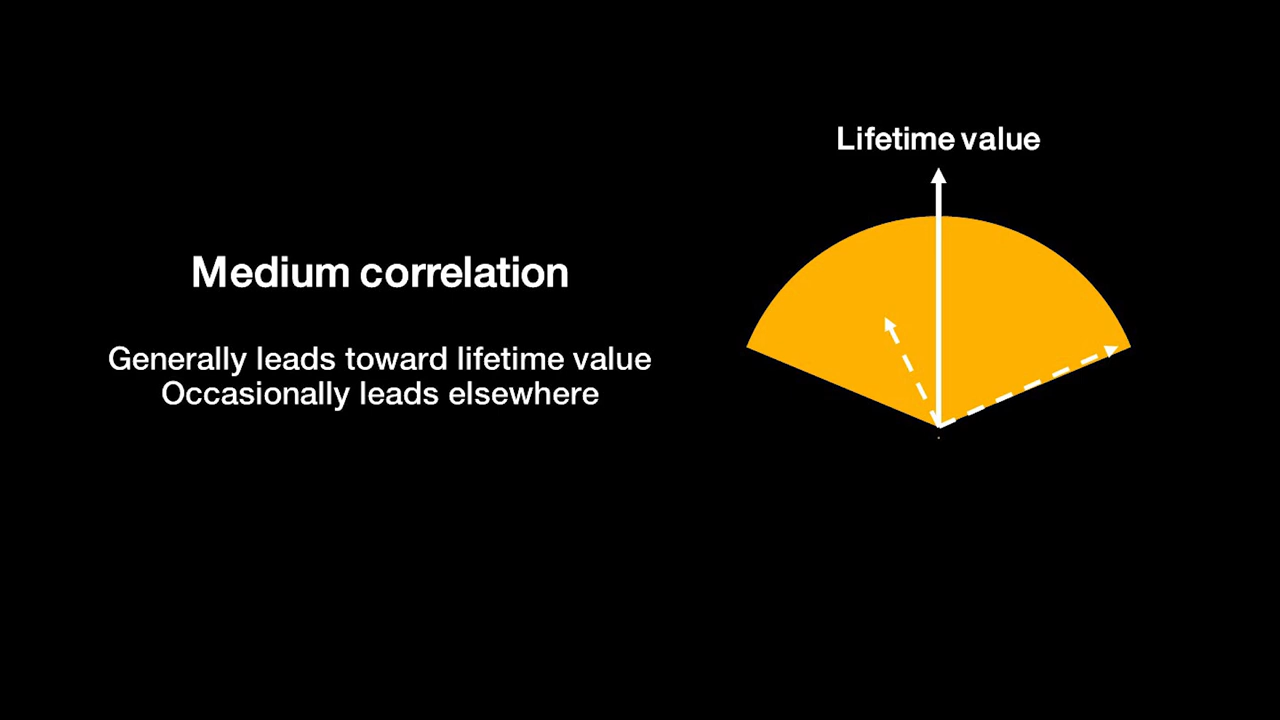 Lifetime value
Medium correlation
Generally leads toward lifetime value
Occasionally leads elsewhere